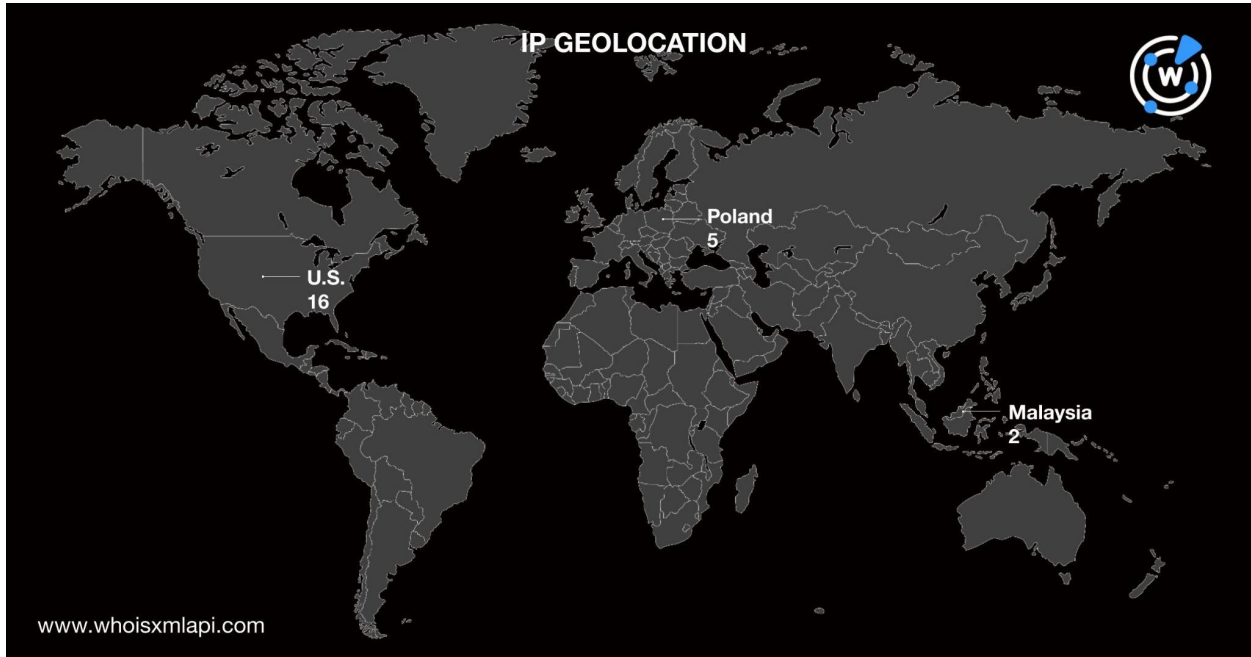 IP GEOLOCATION
W
Poland
5
U.S.
16
Malaysia
2
www.whoisxmlapi.com